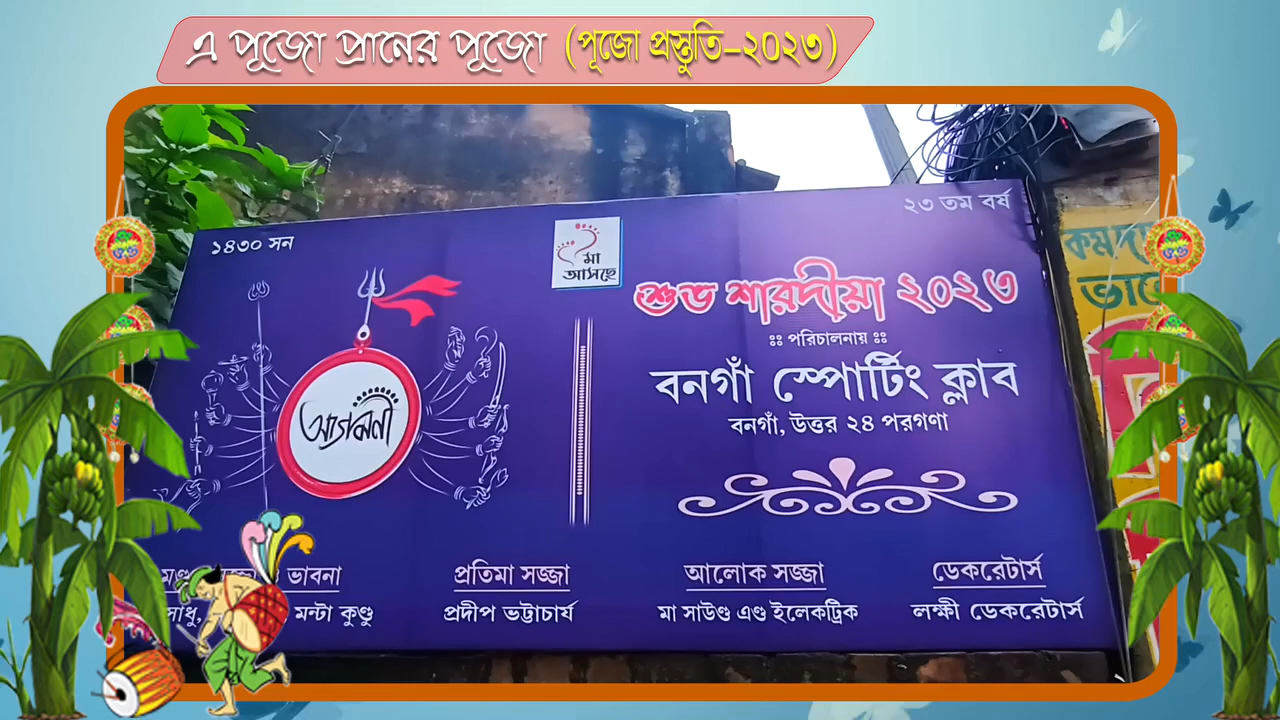 এ পূজো প্রানের পূজো (পূজো প্রস্তুতি-২০২৩)
১৪৩০ সন
২৩ তম বর্ষ
মা
আসছে
শুভ শারদীয়া ২০২৩
পরিচালনায়
বনগাঁ স্পোর্টিং ক্লাব
বনগাঁ, উত্তর ২৪ পরগণা
আগমনী
ভাবনা
প্রতিমা সজ্জা
আলোক সজ্জা
ডেকরেটার্স
সাধু, মন্টা কুণ্ডু
প্রদীপ ভট্টাচার্য
মা সাউণ্ড এণ্ড ইলেকট্রিক
লক্ষী ডেকরেটার্স
কম